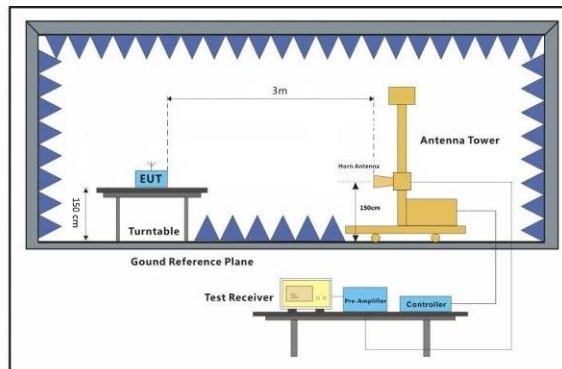 3m
Antenna Tower
Horn Antenna
EUT
150 cm
150cm
Turntable
Gound Reference Plane
Test Receiver
Pre-Amplifier
Controller